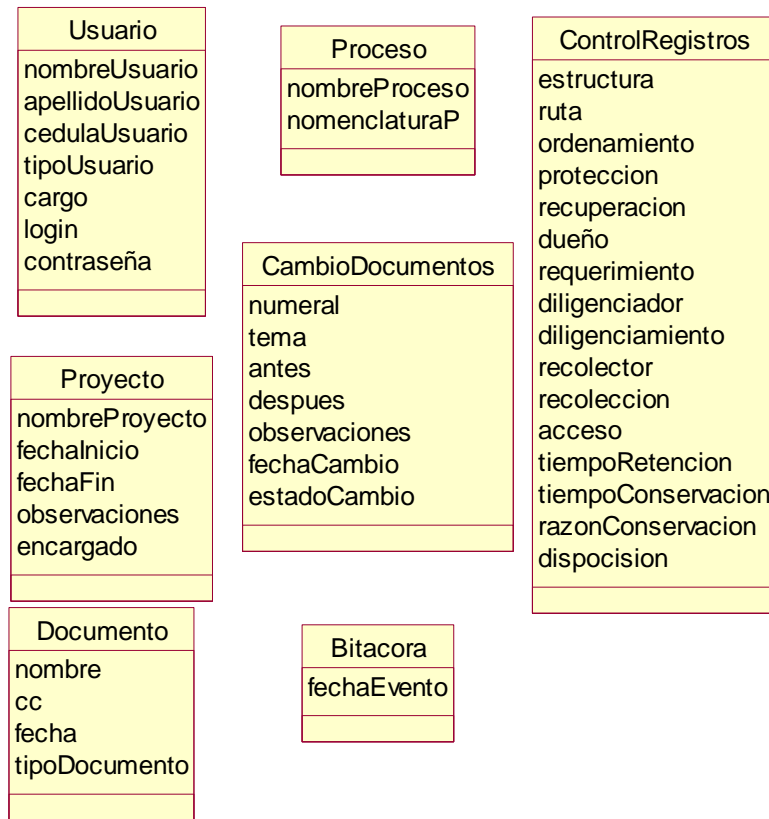 Usuario
nombreUsuario
apellidoUsuario
cedulaUsuario
tipoUsuario
cargo
login
contraseña
Proceso
nombreProceso
nomenclaturaP
ControlRegistros
estructura
ruta
ordenamiento
proteccion
recuperacion
dueño
requerimiento
diligenciador
diligenciamiento
recolector
recoleccion
acceso
tiempoRetencion
tiempoConservacion
razonConservacion
dispocision
CambioDocumentos
numeral
tema
antes
despues
observaciones
fechaCambio
estadoCambio
Proyecto
nombreProyecto
fechaInicio
fechaFin
observaciones
encargado
Documento
nombre
cc
fecha
tipoDocumento
Bitacora
fechaEvento